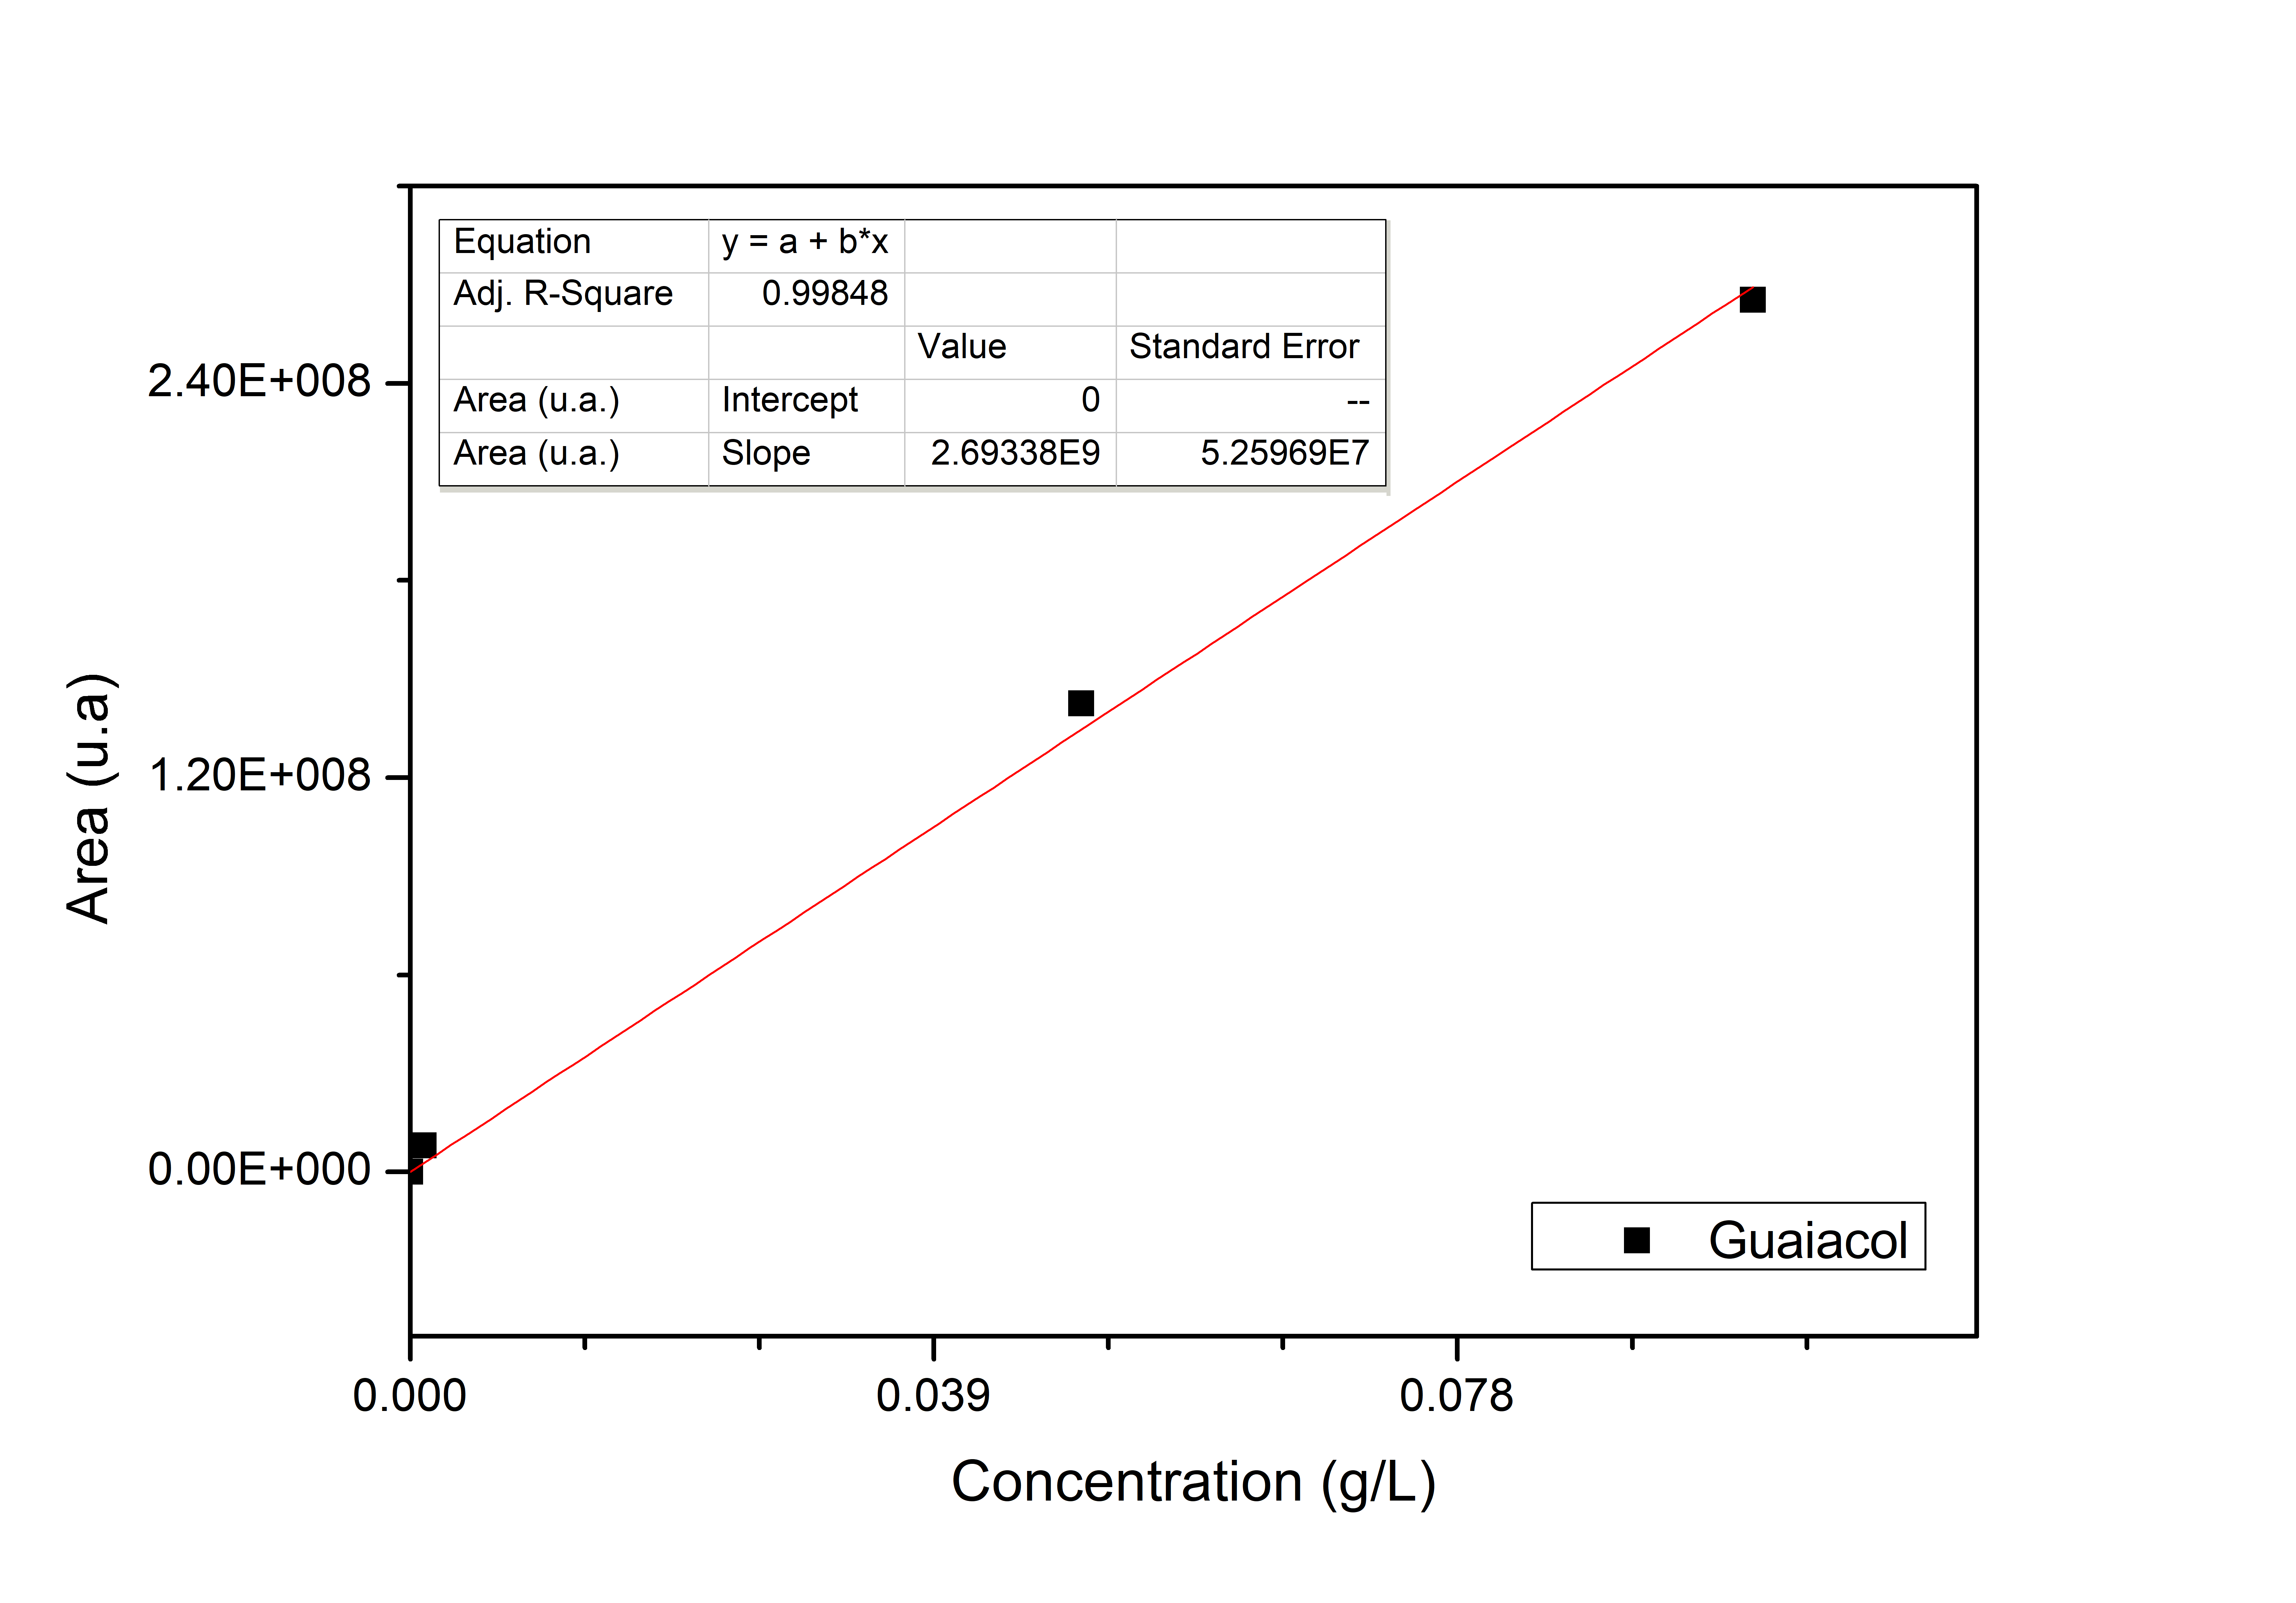 Equation y = a + b*x
Adj. R-Square 0.99848
Value Standard Error
Area (u.a.) Intercept 0 --
Area (u.a.) Slope 2.69338E9 5.25969E7
2.40E+008
1.20E+008
0.00E+000
Area (u.a)
Guaiacol
0.000 0.039 0.078
Concentration (g/L)